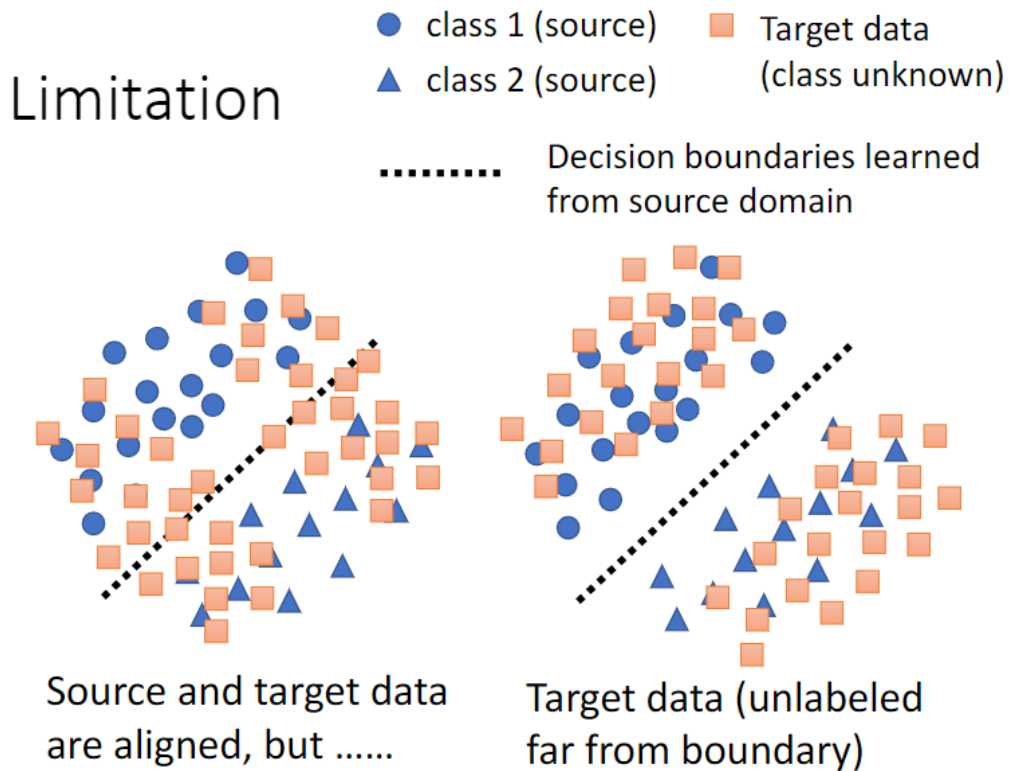 Limitation
class 1 (source)
class 2 (source)
Target data
(class unknown)
Decision boundaries learned
from source domain
Source and target data
are aligned, but ……
Target data (unlabeled
far from boundary)